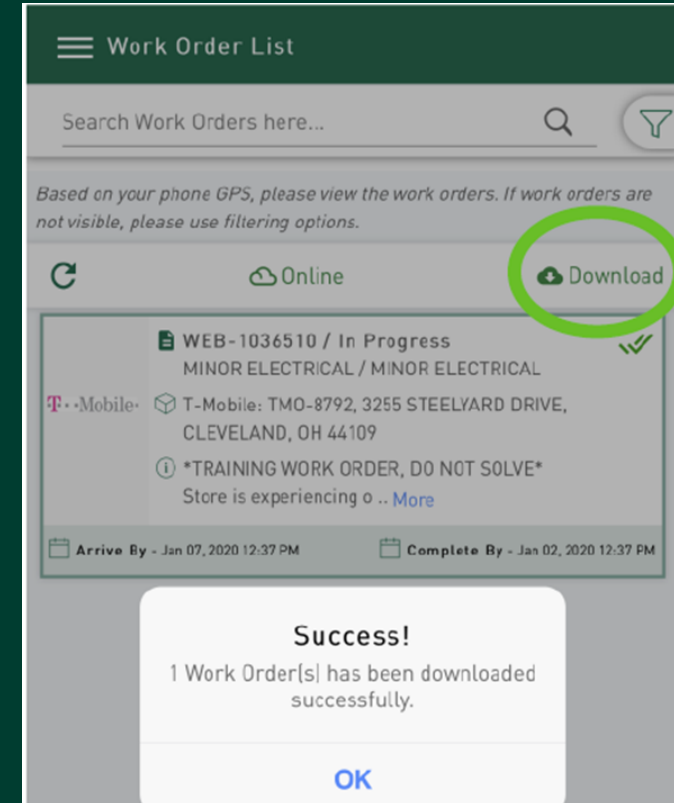 Work Order List
Search Work Orders here...
Based on your phone GPS, please view the work orders. If work orders are
not visible, please use filtering options.
Online
Download
WEB-1036510 / In Progress
MINOR ELECTRICAL / MINOR ELECTRICAL
T··Mobile·
T-Mobile: TMO-8792, 3255 STEELYARD DRIVE,
CLEVELAND, OH 44109
*TRAINING WORK ORDER, DO NOT SOLVE*
Store is experiencing o .. More
Arrive By - Jan 07, 2020 12:37 PM
Complete By - Jan 02, 2020 12:37 PM
Success!
1 Work Order(s) has been downloaded
successfully.
OK